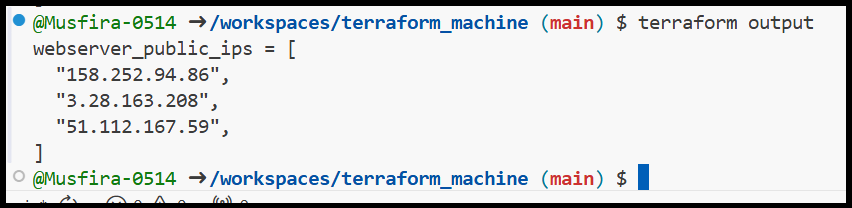 @Musfira-0514 ➜/workspaces/terraform_machine (main) $ terraform output
webserver_public_ips = [
  "158.252.94.86",
  "3.28.163.208",
  "51.112.167.59",
]
@Musfira-0514 ➜/workspaces/terraform_machine (main) $